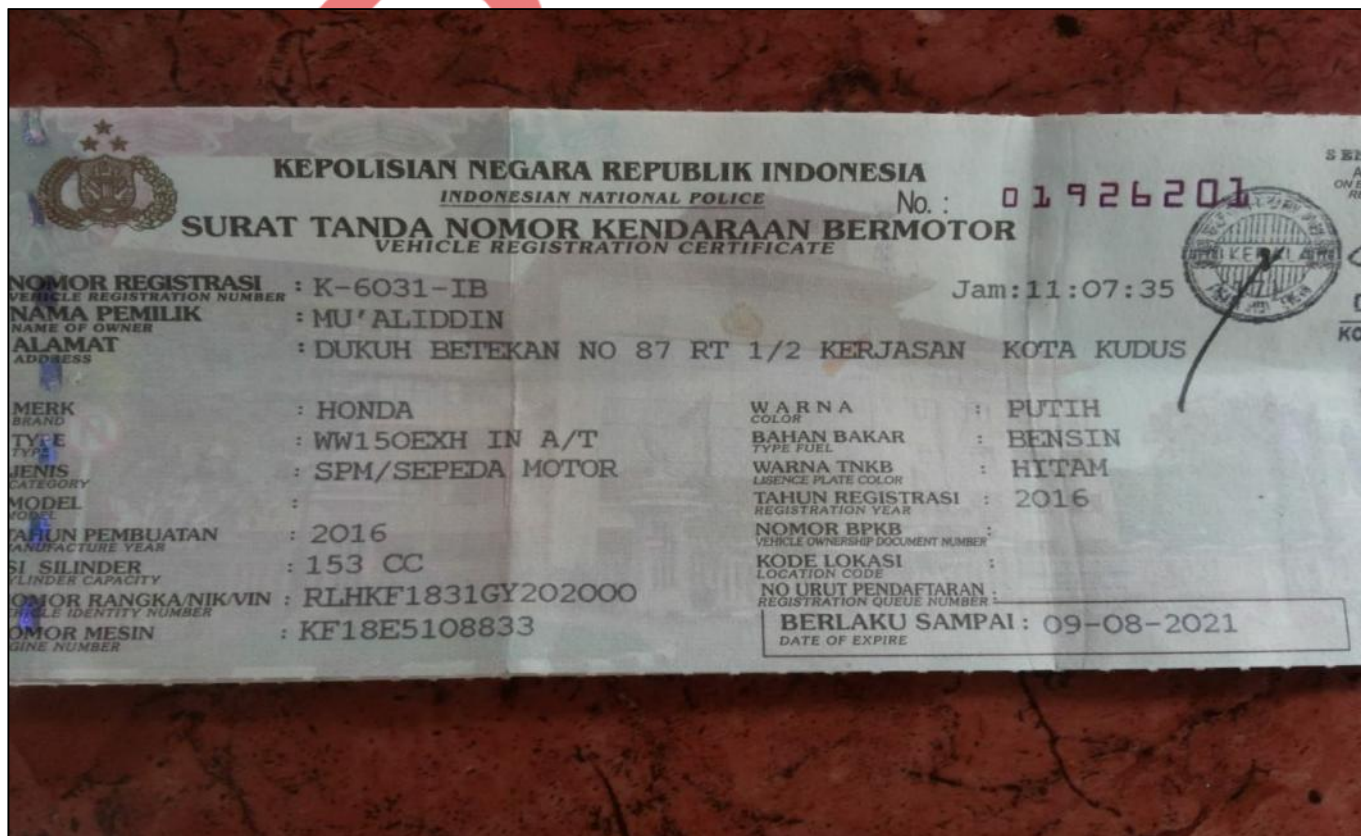 KEPOLISIAN NEGARA REPUBLIK INDONESIA
INDONESIAN NATIONAL POLICE
No. : 01926201
SURAT TANDA NOMOR KENDARAAN BERMOTOR
VEHICLE REGISTRATION CERTIFICATE
NOMOR REGISTRASI : K-6031-IB Jam:11:07:35
VEHICLE REGISTRATION NUMBER
NAMA PEMILIK : MU'ALIDDIN
NAME OF OWNER
ALAMAT : DUKUH BETEKAN NO 87 RT 1/2 KERJASAN KOTA KUDUS
ADDRESS
MERK : HONDA WARNA : PUTIH
BRAND COLOR
TYPE : WW150EXH IN A/T BAHAN BAKAR : BENSIN
TYPE TYPE FUEL
JENIS : SPM/SEPEDA MOTOR WARNA TNKB : HITAM
CATEGORY LISENCE PLATE COLOR
MODEL : TAHUN REGISTRASI : 2016
MODEL REGISTRATION YEAR
TAHUN PEMBUATAN : 2016 NOMOR BPKB :
MANUFACTURE YEAR VEHICLE OWNERSHIP DOCUMENT NUMBER
SI SILINDER : 153 CC KODE LOKASI :
YLINDER CAPACITY LOCATION CODE
OMOR RANGKA/NIK/VIN : RLHKF1831GY202000 NO URUT PENDAFTARAN :
VEHICLE IDENTITY NUMBER REGISTRATION QUEUE NUMBER
OMOR MESIN : KF18E5108833 BERLAKU SAMPAI : 09-08-2021
GINE NUMBER DATE OF EXPIRE